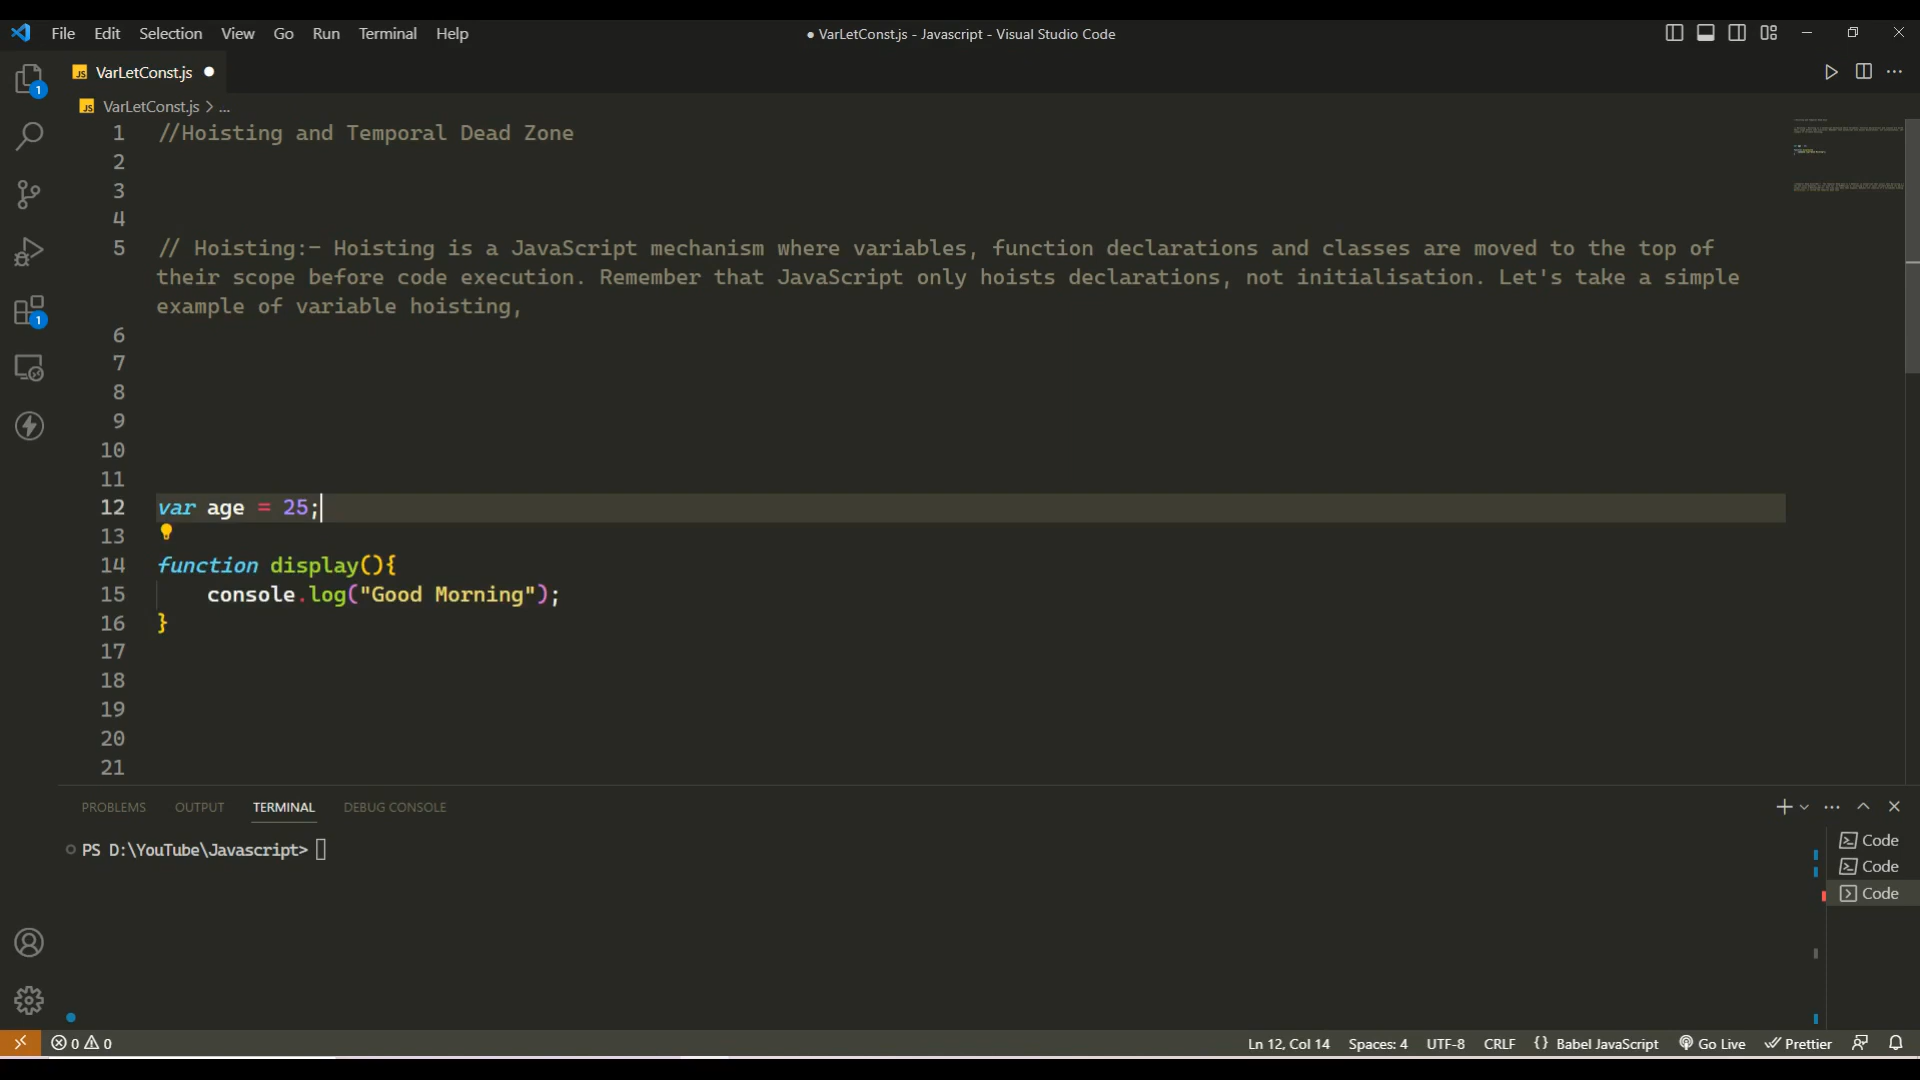 File Edit Selection View Go Run Terminal Help
● VarLetConst.js - Javascript - Visual Studio Code
JS VarLetConst.js ●
JS VarLetConst.js > ...
1 //Hoisting and Temporal Dead Zone
2
3
4
5 // Hoisting:- Hoisting is a JavaScript mechanism where variables, function declarations and classes are moved to the top of
their scope before code execution. Remember that JavaScript only hoists declarations, not initialisation. Let's take a simple
example of variable hoisting,
6
7
8
9
10
11
12 var age = 25;
13
14 function display(){
15 console.log("Good Morning");
16 }
17
18
19
20
21
1
1
PROBLEMS OUTPUT TERMINAL DEBUG CONSOLE
PS D:\YouTube\Javascript>
Code
Code
Code
0 0 Ln 12, Col 14 Spaces: 4 UTF-8 CRLF {} Babel JavaScript Go Live Prettier